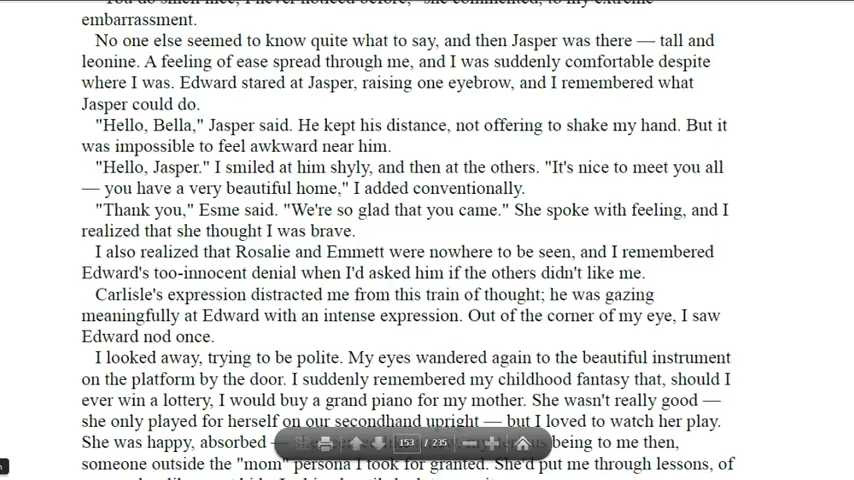 embarrassment.
No one else seemed to know quite what to say, and then Jasper was there — tall and
leonine. A feeling of ease spread through me, and I was suddenly comfortable despite
where I was. Edward stared at Jasper, raising one eyebrow, and I remembered what
Jasper could do.
"Hello, Bella," Jasper said. He kept his distance, not offering to shake my hand. But it
was impossible to feel awkward near him.
"Hello, Jasper." I smiled at him shyly, and then at the others. "It's nice to meet you all
— you have a very beautiful home," I added conventionally.
"Thank you," Esme said. "We're so glad that you came." She spoke with feeling, and I
realized that she thought I was brave.
I also realized that Rosalie and Emmett were nowhere to be seen, and I remembered
Edward's too-innocent denial when I'd asked him if the others didn't like me.
Carlisle's expression distracted me from this train of thought; he was gazing
meaningfully at Edward with an intense expression. Out of the corner of my eye, I saw
Edward nod once.
I looked away, trying to be polite. My eyes wandered again to the beautiful instrument
on the platform by the door. I suddenly remembered my childhood fantasy that, should I
ever win a lottery, I would buy a grand piano for my mother. She wasn't really good —
she only played for herself on our secondhand upright — but I loved to watch her play.
She was happy, absorbed — being to me then,
153 / 235
someone outside the "mom" persona I took for granted. She'd put me through lessons, of